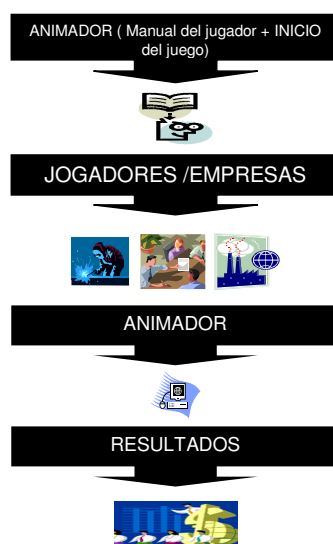 ANIMADOR ( Manual del jugador + INICIO
del juego)
JOGADORES /EMPRESAS
ANIMADOR
RESULTADOS